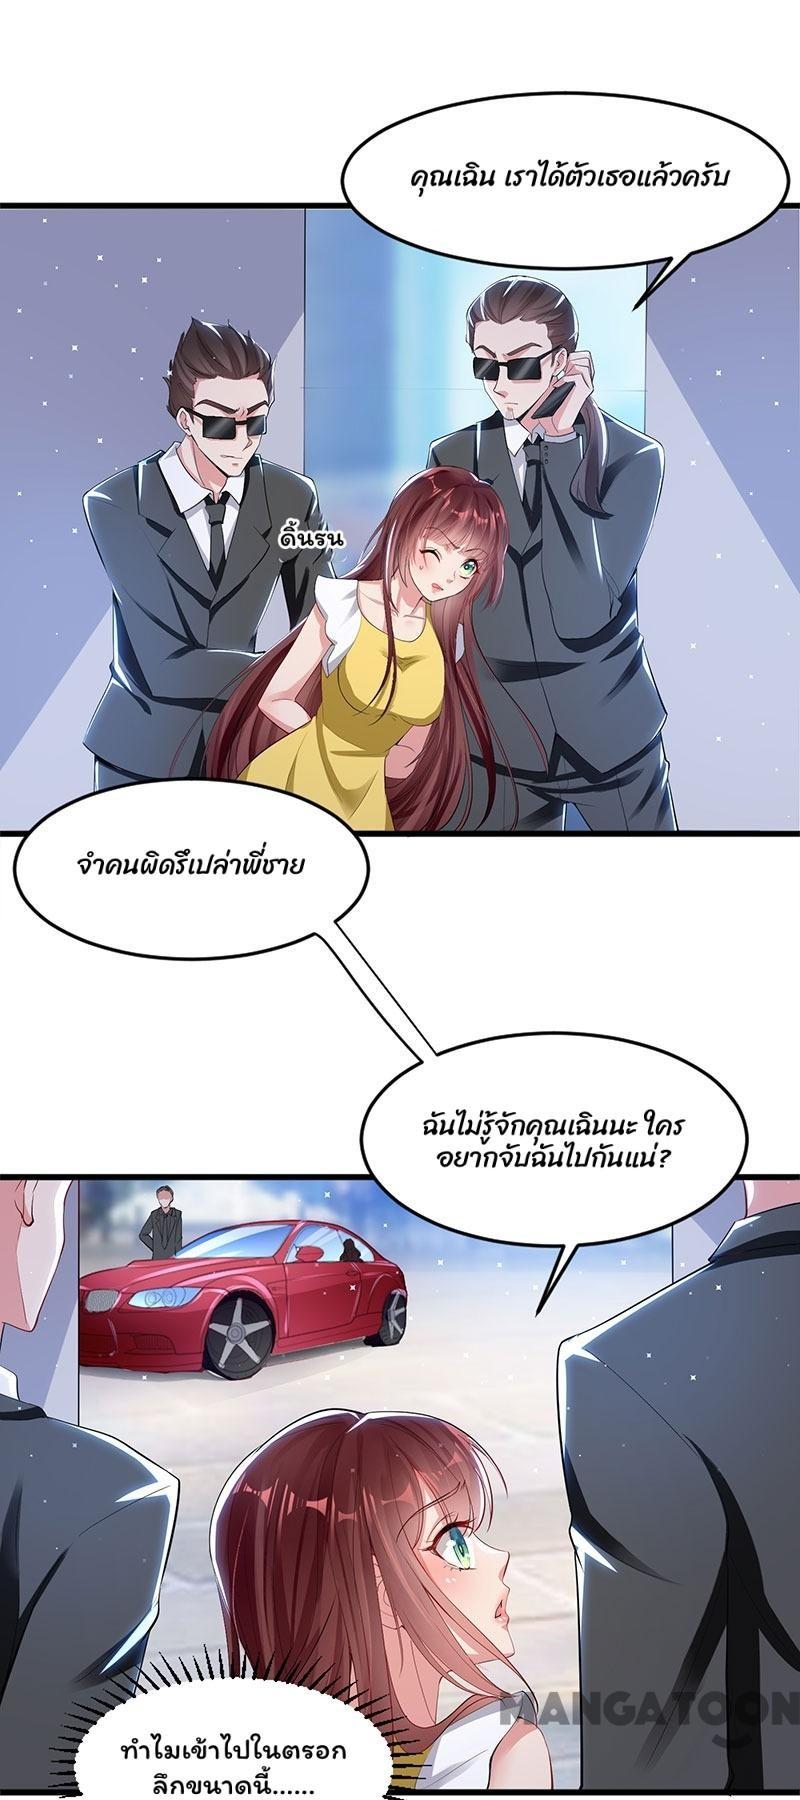 คุณเฉิน เราได้ตัวเธอแล้วครับ
ดิ้นรน
จำคนผิดรึเปล่าพี่ชาย
ฉันไม่รู้จักคุณเฉินนะ ใคร
อยากจับฉันไปกันแน่?
ทำไมเข้าไปในตรอก
ลึกขนาดนี้......
MANGATOON